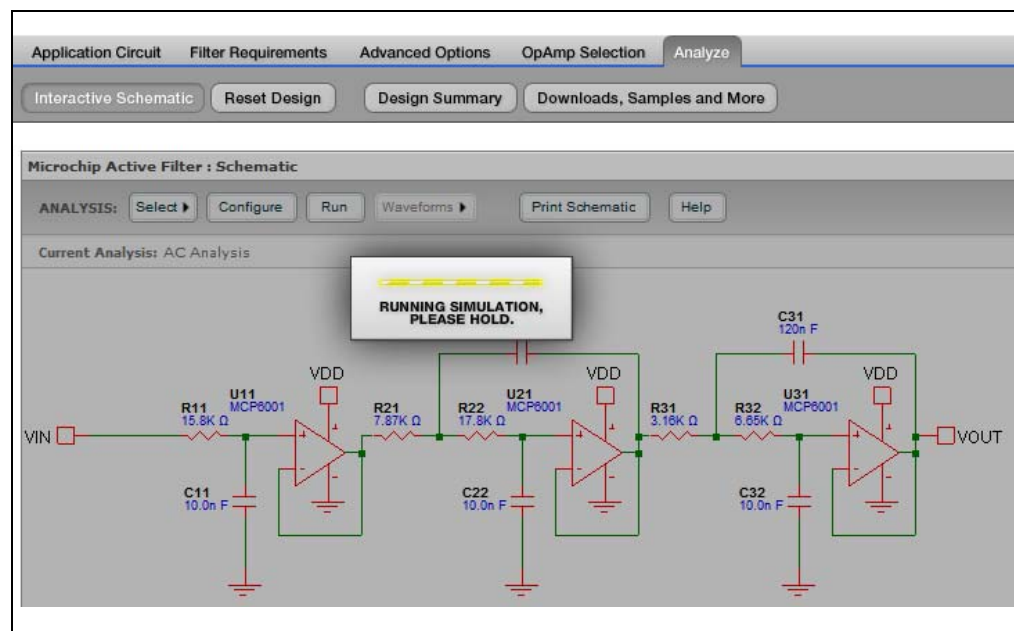 Application Circuit Filter Requirements Advanced Options OpAmp Selection Analyze
Interactive Schematic Reset Design Design Summary Downloads, Samples and More
Microchip Active Filter : Schematic
ANALYSIS: Select Configure Run Waveforms Print Schematic Help
Current Analysis: AC Analysis
RUNNING SIMULATION,
PLEASE HOLD.
C31
120n F
VDD VDD VDD
R11 U11 R21 R22 U21 R31 R32 U31
15.8K Ω MCP6001 7.87K Ω 17.8K Ω MCP6001 3.16K Ω 6.65K Ω MCP6001
VIN VOUT
+ + +
- - -
C11 C22 C32
10.0n F 10.0n F 10.0n F